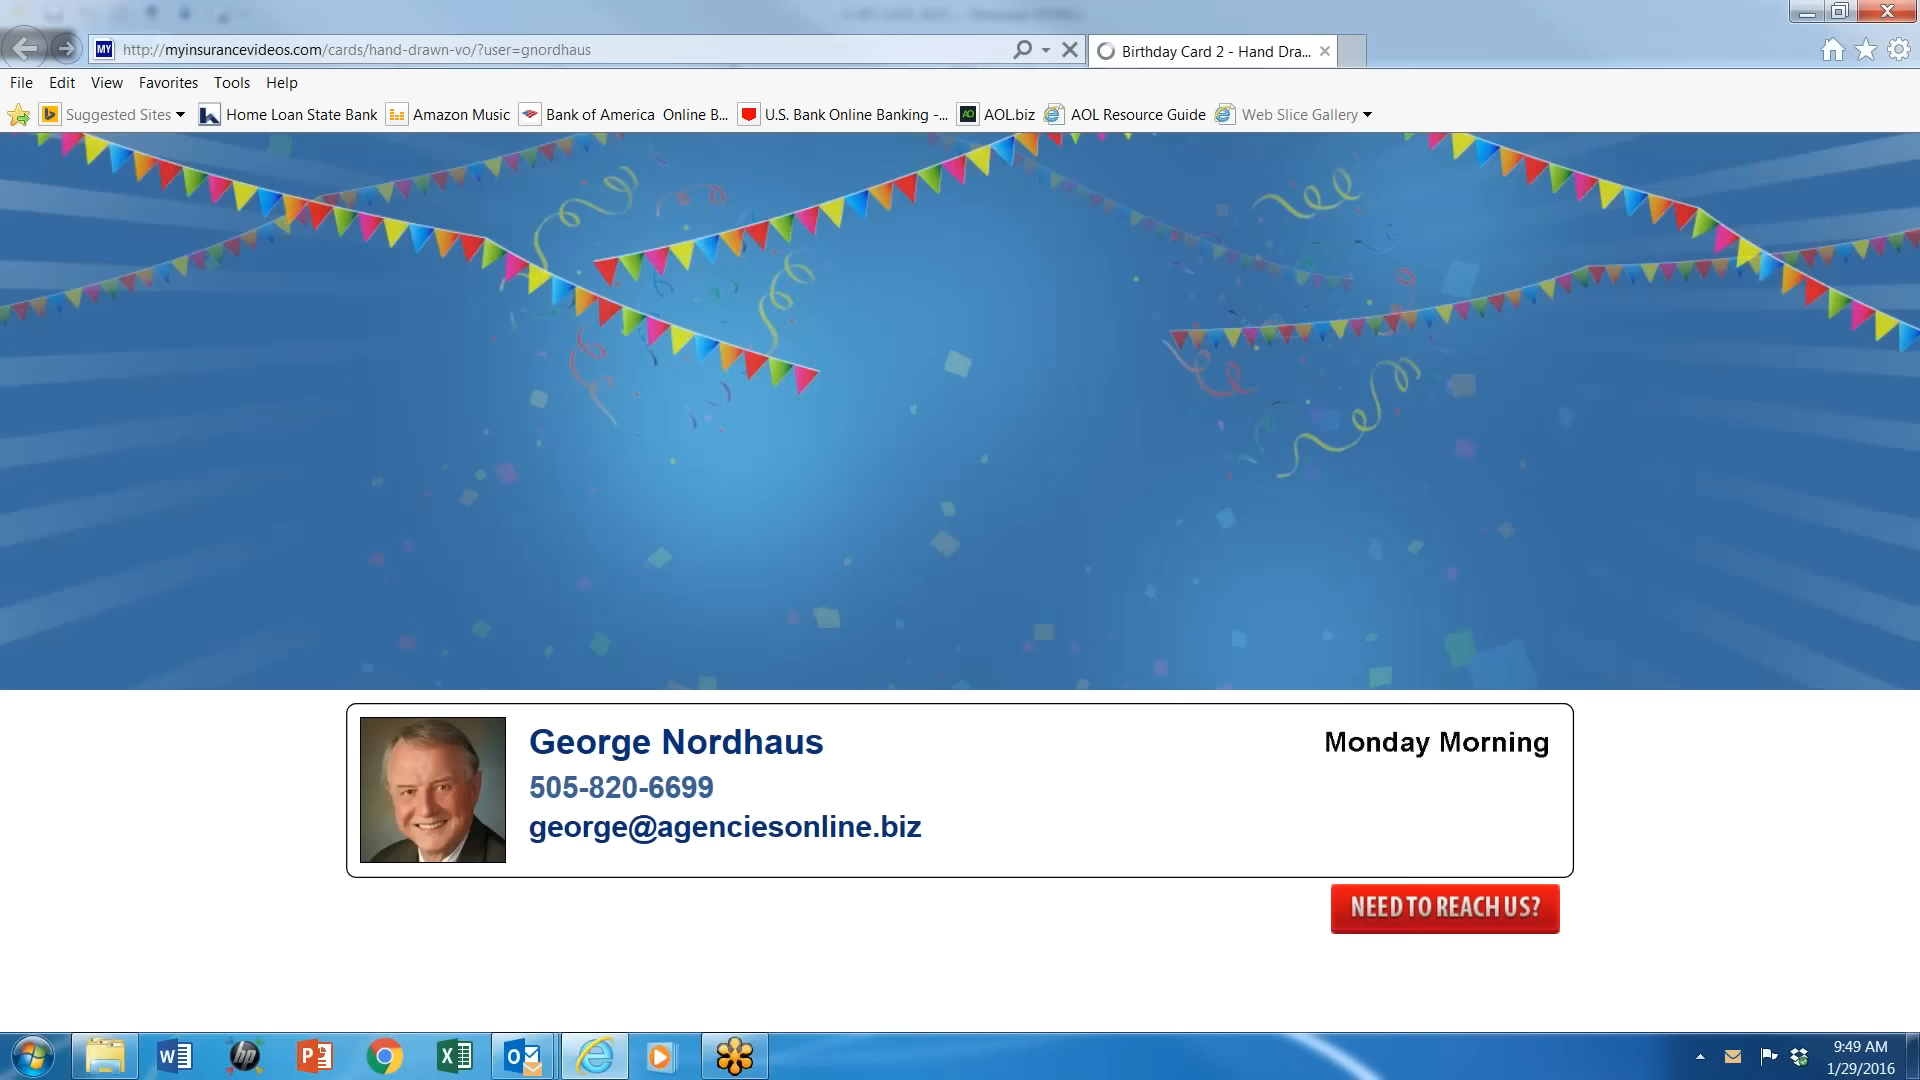 MY http://myinsurancevideos.com/cards/hand-drawn-vo/?user=gnordhaus
Birthday Card 2 - Hand Dra...
File Edit View Favorites Tools Help
Suggested Sites Home Loan State Bank Amazon Music Bank of America Online B... U.S. Bank Online Banking -... AOL.biz AOL Resource Guide Web Slice Gallery
George Nordhaus
Monday Morning
505-820-6699
george@agenciesonline.biz
NEED TO REACH US?
9:49 AM
1/29/2016